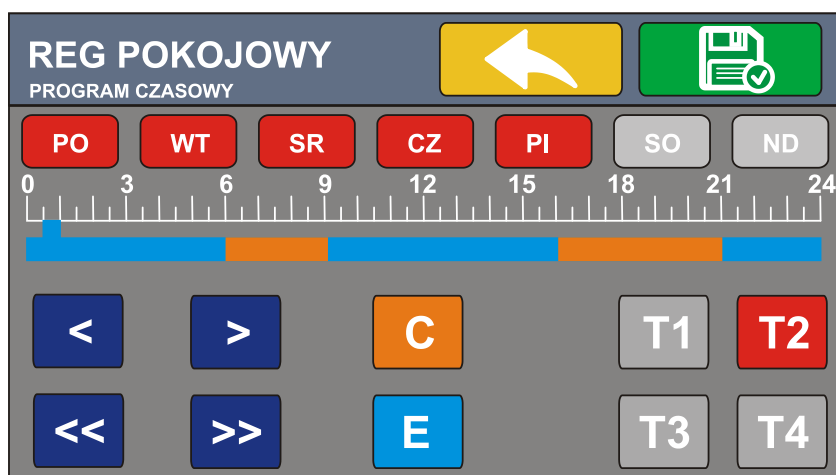 REG POKOJOWY
PROGRAM CZASOWY
PO WT SR CZ PI SO ND
0 3 6 9 12 15 18 21 24
< > C T1 T2
<< >> E T3 T4